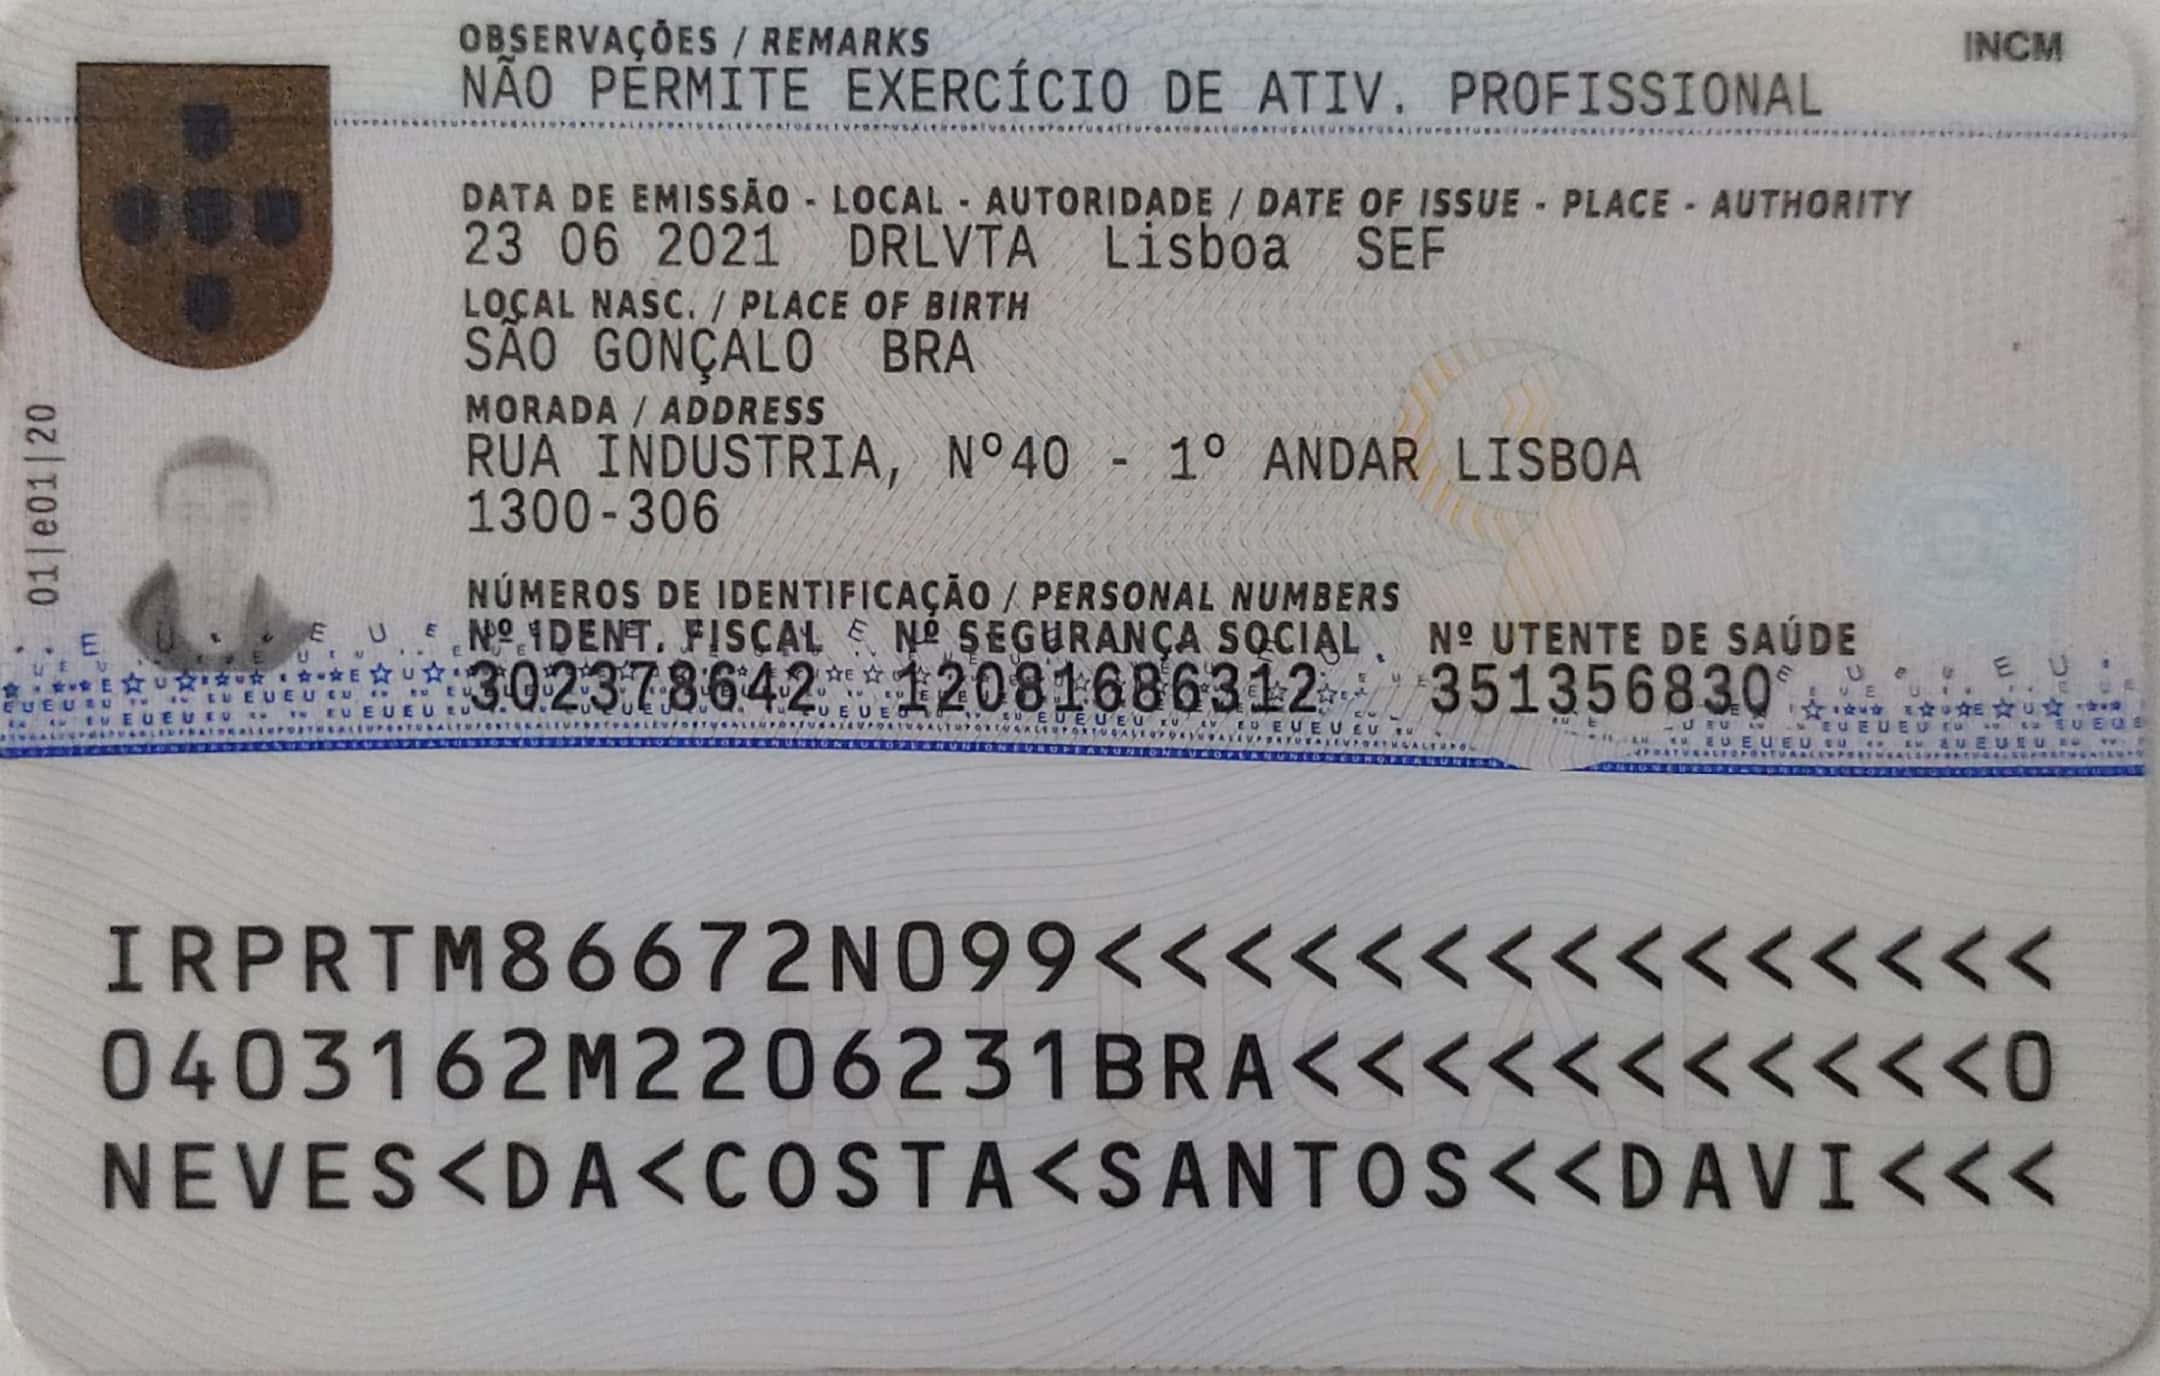 OBSERVAÇÕES / REMARKS
INCM
NÃO PERMITE EXERCÍCIO DE ATIV. PROFISSIONAL
DATA DE EMISSÃO - LOCAL - AUTORIDADE / DATE OF ISSUE - PLACE - AUTHORITY
23 06 2021 DRLVTA Lisboa SEF
LOCAL NASC. / PLACE OF BIRTH
SÃO GONÇALO BRA
MORADA / ADDRESS
RUA INDUSTRIA, Nº40 - 1º ANDAR LISBOA
1300-306
01|e01|20
NÚMEROS DE IDENTIFICAÇÃO / PERSONAL NUMBERS
Nº IDENT. FISCAL Nº SEGURANÇA SOCIAL Nº UTENTE DE SAÚDE
302378642 12081686312 351356830
IRPRTM86672N099<<<<<<<<<<<<<<<
0403162M2206231BRA<<<<<<<<<<<0
NEVES<DA<COSTA<SANTOS<<DAVI<<<